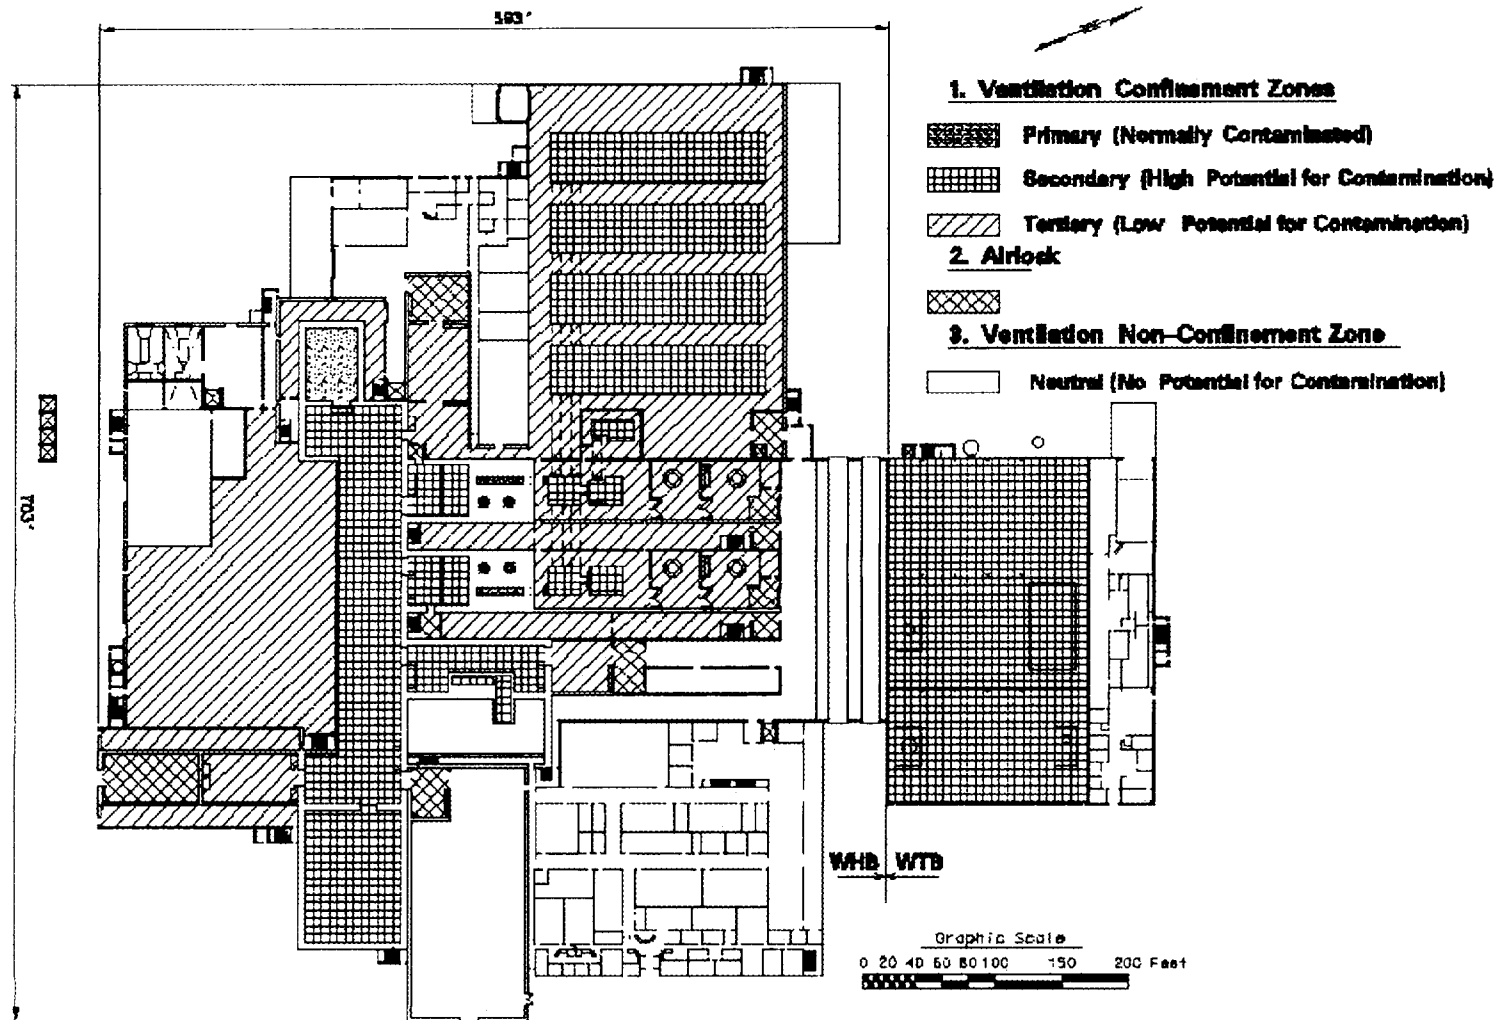 593'
1. Ventilation Confinement Zones
Primary (Normally Contaminated)
Secondary (High Potential for Contamination)
Tertiary (Low Potential for Contamination)
2. Airlock
3. Ventilation Non-Confinement Zone
Neutral (No Potential for Contamination)
703'
WHB WTB
Graphic Scale
0 20 40 60 80 100 150 200 Feet